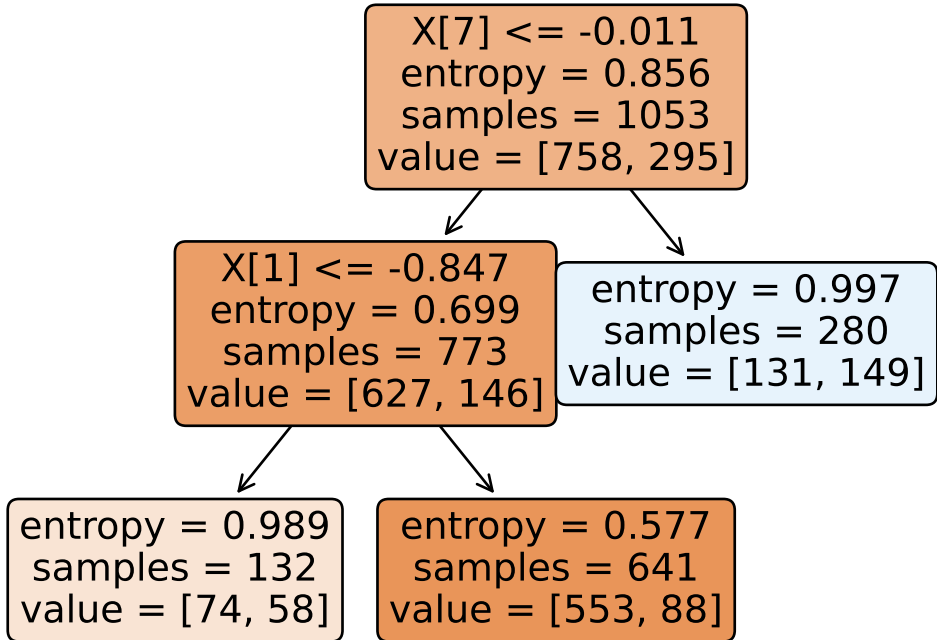 X[7] <= -0.011
entropy = 0.856
samples = 1053
value = [758, 295]
X[1] <= -0.847
entropy = 0.699
samples = 773
value = [627, 146]
entropy = 0.997
samples = 280
value = [131, 149]
entropy = 0.989
samples = 132
value = [74, 58]
entropy = 0.577
samples = 641
value = [553, 88]